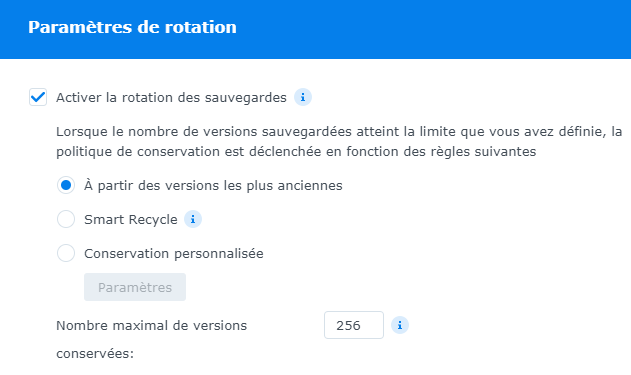 Paramètres de rotation
Activer la rotation des sauvegardes
Lorsque le nombre de versions sauvegardées atteint la limite que vous avez définie, la
politique de conservation est déclenchée en fonction des règles suivantes
À partir des versions les plus anciennes
Smart Recycle
Conservation personnalisée
Paramètres
Nombre maximal de versions 256
conservées: